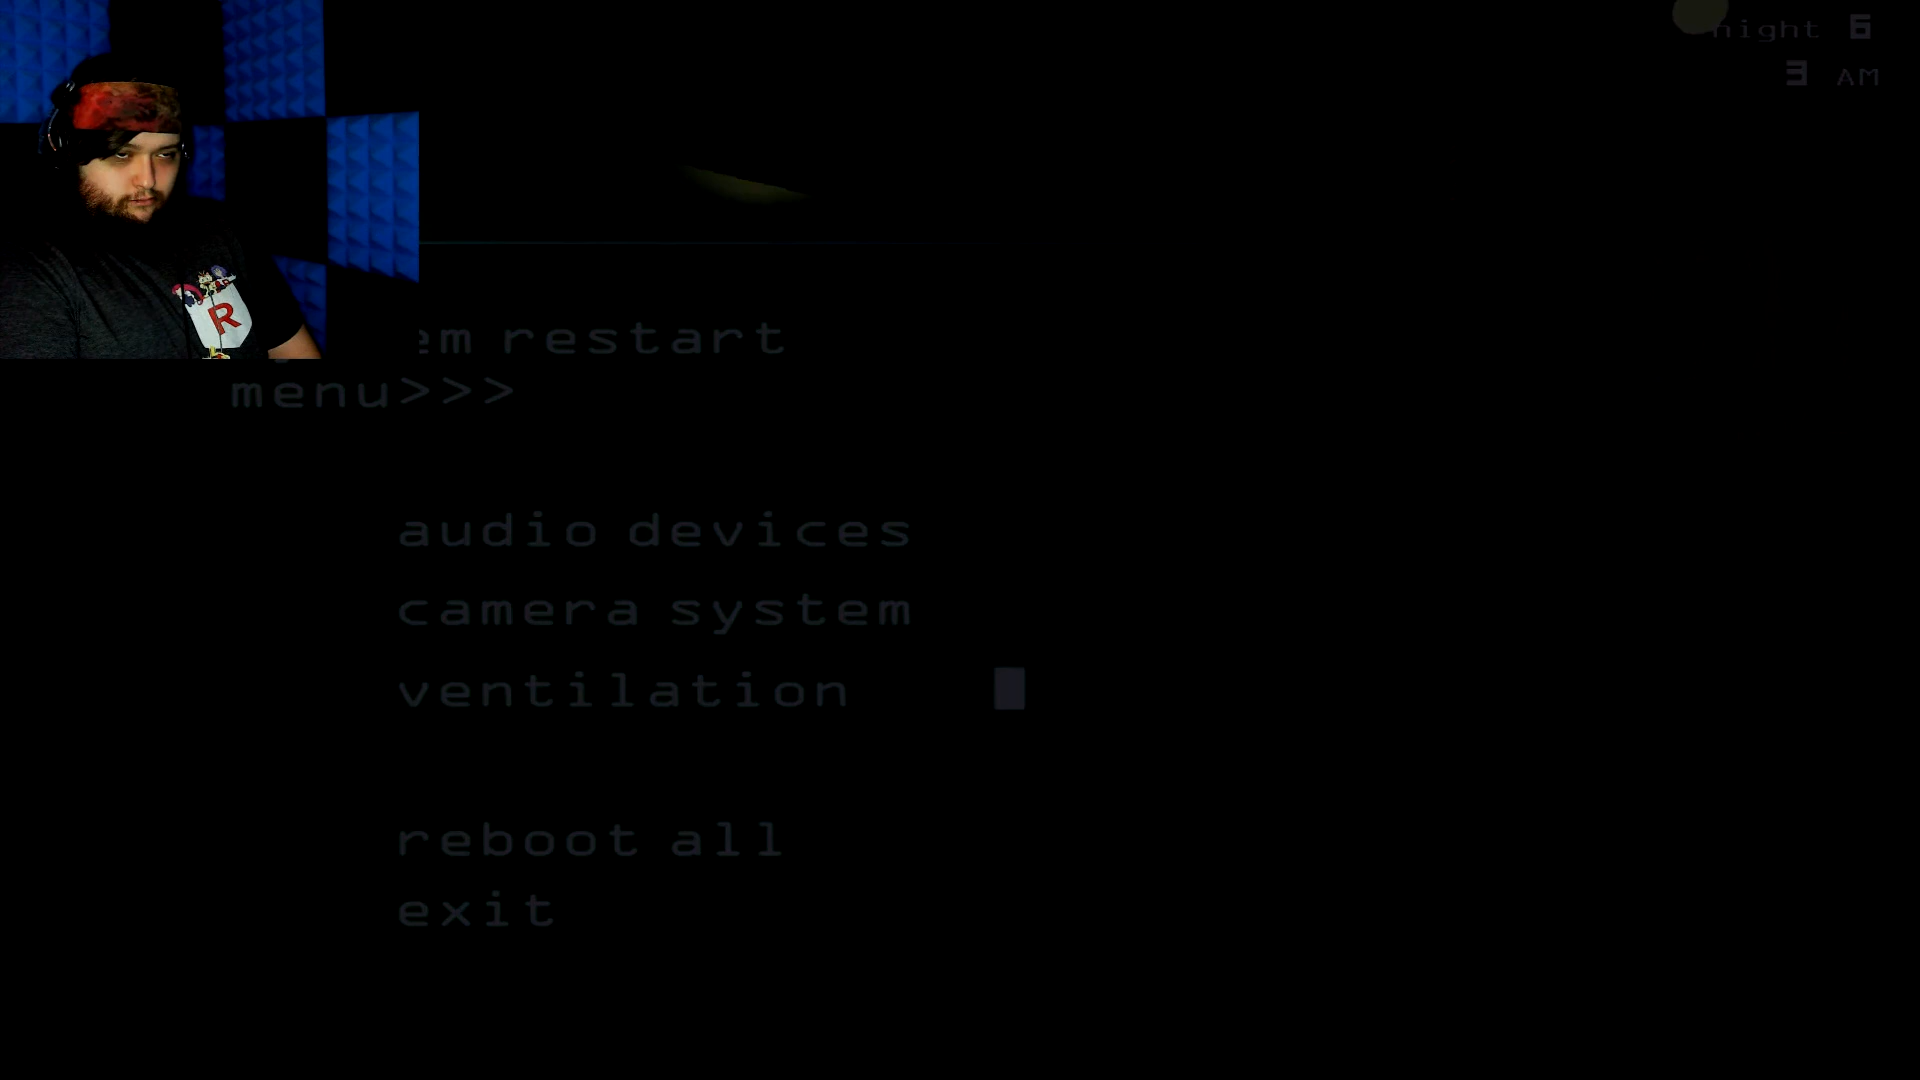 night 6
3 AM
R
em restart
menu>>>
audio devices
camera system
ventilation
reboot all
exit